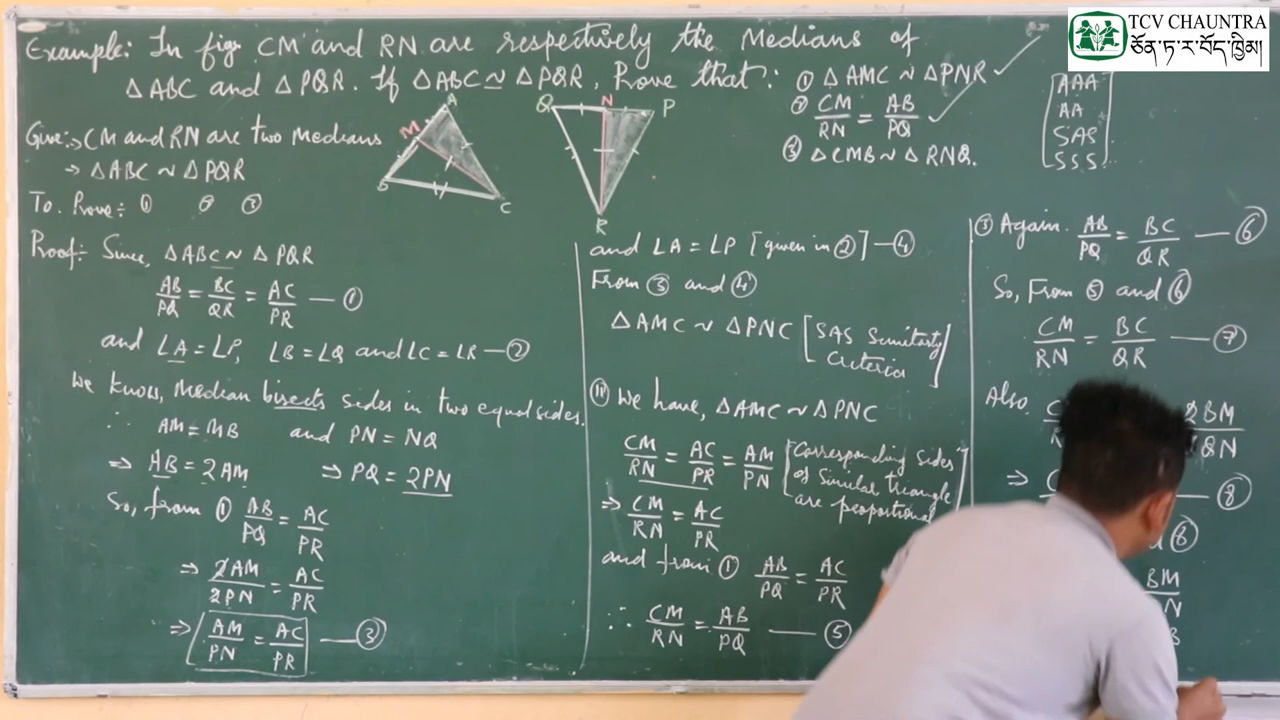 TCV CHAUNTRA
ཅོན་ཏ་ར་བོད་ཁྱིམ།
Example: In fig CM and RN are respectively the Medians of
△ABC and △PQR. If △ABC ≃ △PQR, Prove that: ① △AMC ~ △PNR ✓
② CM/RN = AB/PQ ✓
③ △CMB ~ △RNQ.
AAA
AA
SAS
SSS
Give:→ CM and RN are two Medians
→ △ABC ~ △PQR
To. Prove:- ① ② ③
A
M
B
C
Q
N
P
R
Proof:- Since, △ABC ~ △PQR
AB/PQ = BC/QR = AC/PR — ①
and ∠A = ∠P, ∠B = ∠Q and ∠C = ∠R — ②
We know, Median bisects sides in two equal sides.
∴ AM = MB and PN = NQ
⇒ AB = 2AM ⇒ PQ = 2PN
So, from ① AB/PQ = AC/PR
⇒ 2AM/2PN = AC/PR
⇒ AM/PN = AC/PR — ③
and ∠A = ∠P [given in ②] — ④
From ③ and ④
△AMC ~ △PNC [SAS Simitarty
Criteria]
ⓘⓘ We have, △AMC ~ △PNC
CM/RN = AC/PR = AM/PN [Corresponding Sides
of Similar triangle
are proportional
⇒ CM/RN = AC/PR
and from ① AB/PQ = AC/PR
∴ CM/RN = AB/PQ — ⑤
③ Again. AB/PQ = BC/QR — ⑥
So, From ⑤ and ⑥
CM/RN = BC/QR — ⑦
Also
2BM
QN
⇒ — ⑧
⑧
BM
N
B